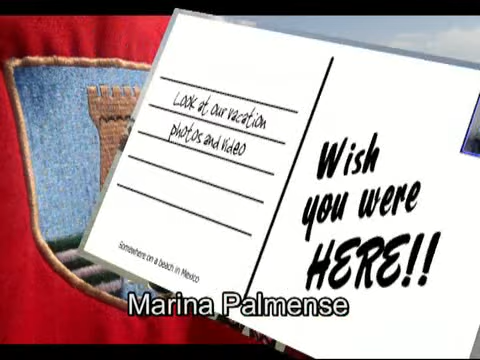 Look at our vacation
photos and video
Somewhere on a beach in Mexico
Wish
you were
HERE!!
Marina Palmense